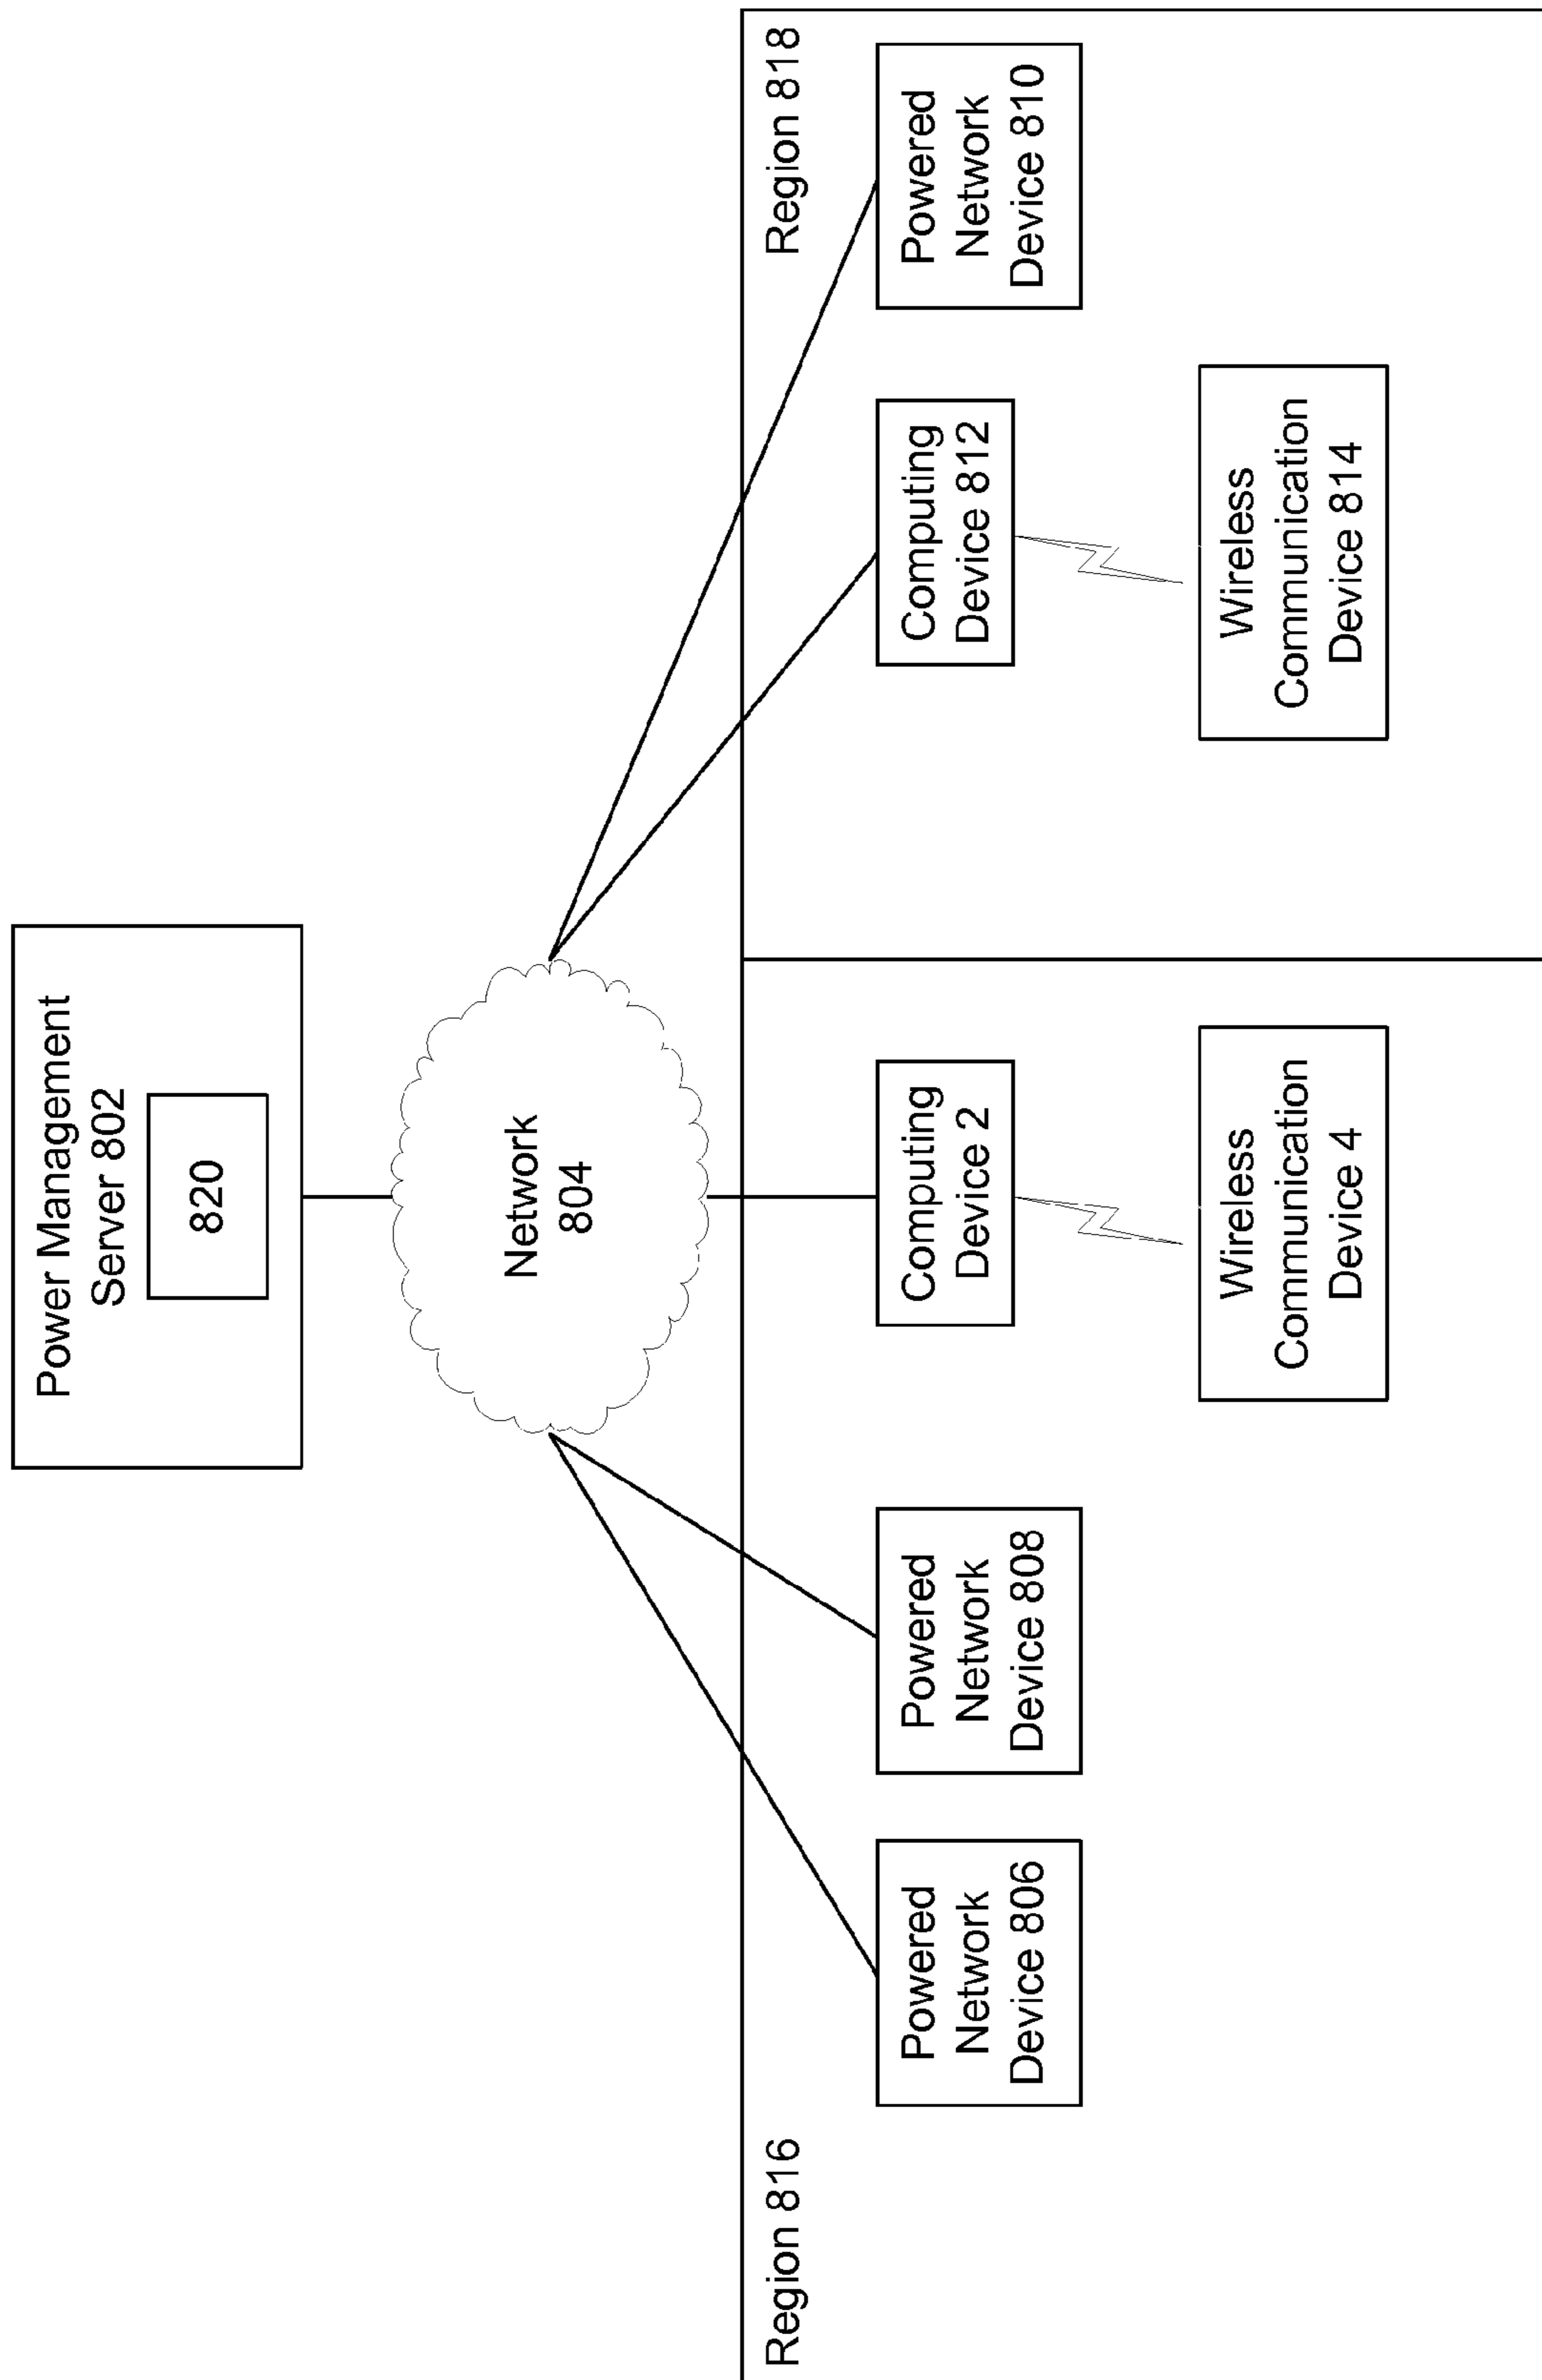 Power Management
Server 802
820
Network
804
Region 816
Region 818
Powered
Network
Device 806
Powered
Network
Device 808
Computing
Device 2
Computing
Device 812
Powered
Network
Device 810
Wireless
Communication
Device 4
Wireless
Communication
Device 814